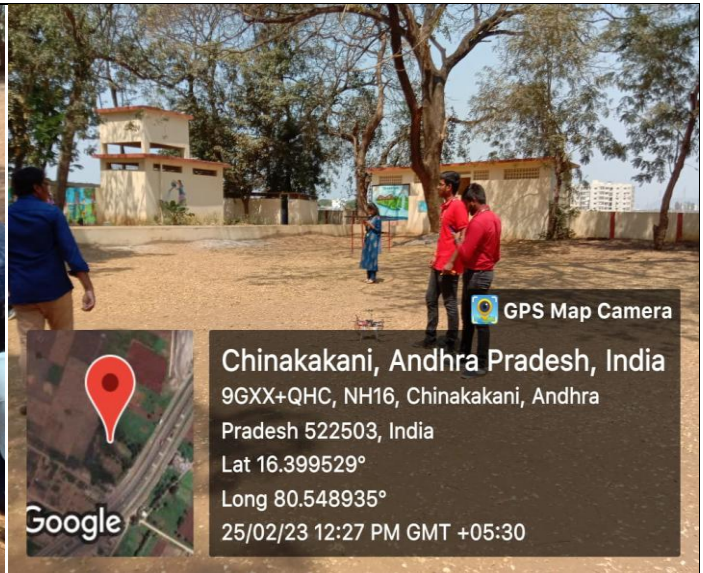 GPS Map Camera
Chinakakani, Andhra Pradesh, India
9GXX+QHC, NH16, Chinakakani, Andhra
Pradesh 522503, India
Lat 16.399529°
Long 80.548935°
25/02/23 12:27 PM GMT +05:30
Google